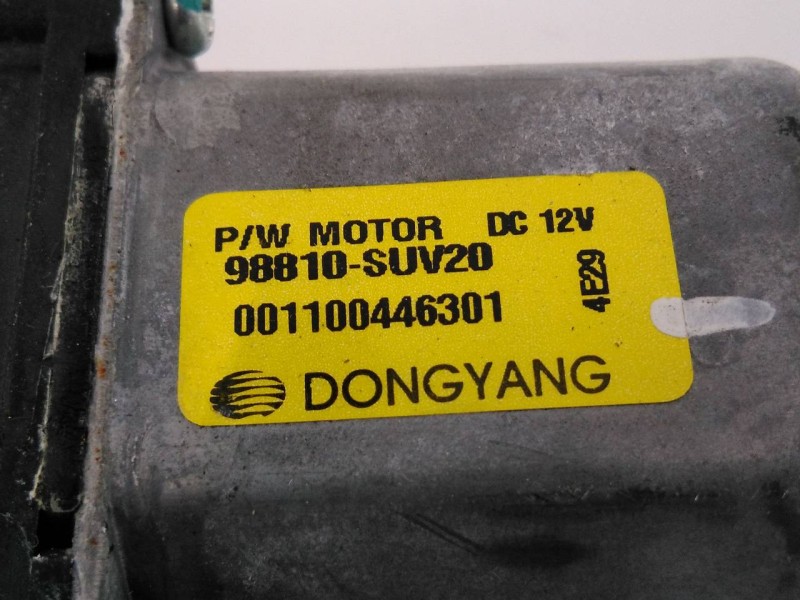 P/W MOTOR DC 12V
98810-SUV20
001100446301
4E29
DONGYANG